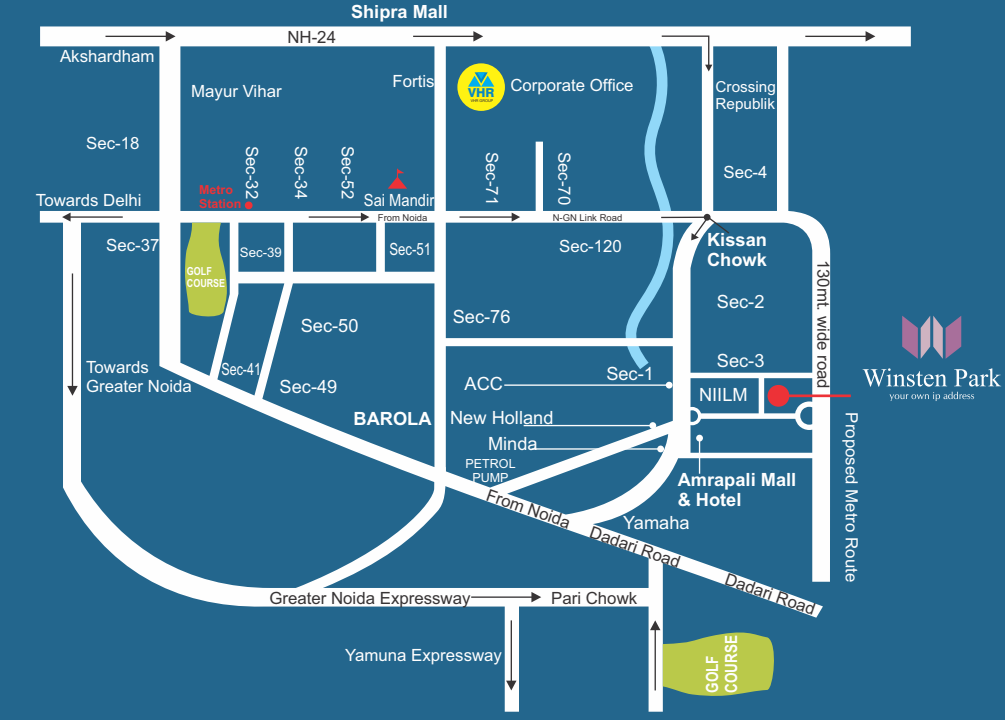 Shipra Mall
NH-24
Akshardham
Mayur Vihar
Fortis
VHR
VHR GROUP
Corporate Office
Crossing
Republik
Sec-18
Sec-32
Sec-34
Sec-52
Sec-71
Sec-70
Sec-4
Metro
Station
Sai Mandir
Towards Delhi
From Noida
N-GN Link Road
Sec-37
Sec-39
Sec-51
Sec-120
Kissan
Chowk
GOLF
COURSE
130mt. wide road
Sec-2
Sec-50
Sec-76
Sec-3
Winsten Park
your own ip address
Towards
Greater Noida
Sec-41
Sec-49
Sec-1
ACC
NIILM
BAROLA
New Holland
Minda
PETROL
PUMP
Amrapali Mall
& Hotel
Proposed Metro Route
From Noida
Yamaha
Dadari Road
Dadari Road
Greater Noida Expressway
Pari Chowk
Yamuna Expressway
GOLF
COURSE